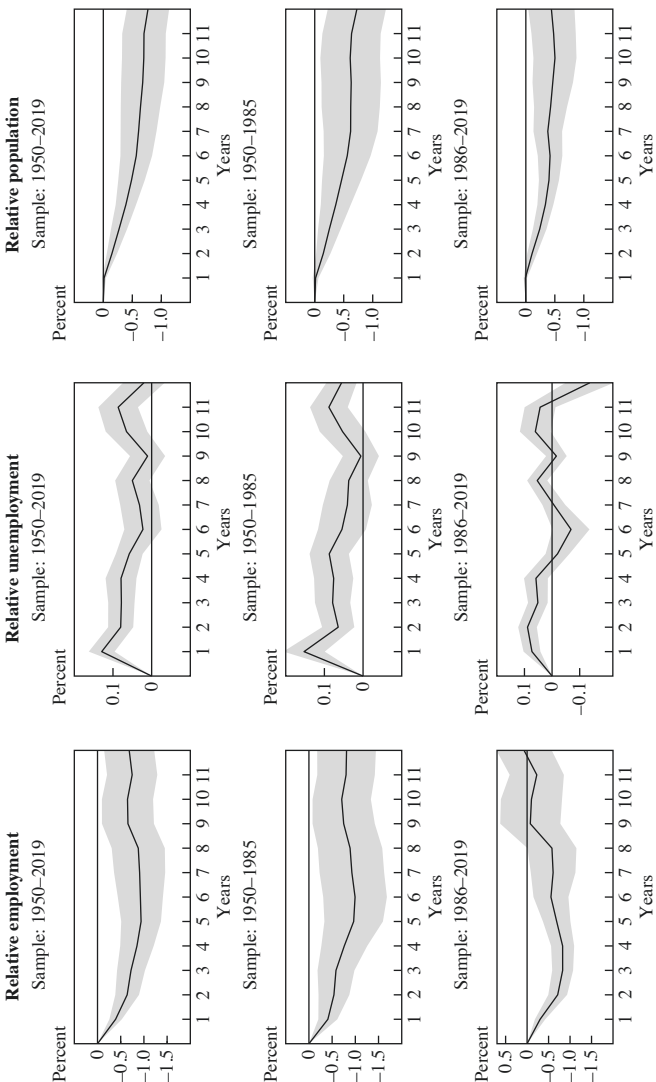 Relative employment
Sample: 1950–2019
Percent
0
−0.5
−1.0
−1.5
1 2 3 4 5 6 7 8 9 10 11
Years
Sample: 1950–1985
Percent
0
−0.5
−1.0
−1.5
1 2 3 4 5 6 7 8 9 10 11
Years
Sample: 1986–2019
Percent
0.5
0
−0.5
−1.0
−1.5
1 2 3 4 5 6 7 8 9 10 11
Years
Relative unemployment
Sample: 1950–2019
Percent
0.1
0
1 2 3 4 5 6 7 8 9 10 11
Years
Sample: 1950–1985
Percent
0.1
0
1 2 3 4 5 6 7 8 9 10 11
Years
Sample: 1986–2019
Percent
0.1
0
−0.1
1 2 3 4 5 6 7 8 9 10 11
Years
Relative population
Sample: 1950–2019
Percent
0
−0.5
−1.0
1 2 3 4 5 6 7 8 9 10 11
Years
Sample: 1950–1985
Percent
0
−0.5
−1.0
1 2 3 4 5 6 7 8 9 10 11
Years
Sample: 1986–2019
Percent
0
−0.5
−1.0
1 2 3 4 5 6 7 8 9 10 11
Years